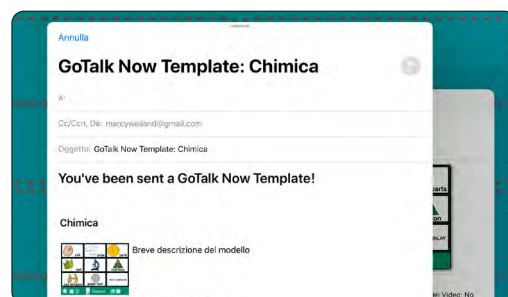 Annulla
GoTalk Now Template: Chimica
A:
Cc/Ccn, Da: marcyweiland@gmail.com
Oggetto: GoTalk Now Template: Chimica
You've been sent a GoTalk Now Template!
Chimica
Breve descrizione del modello
parts